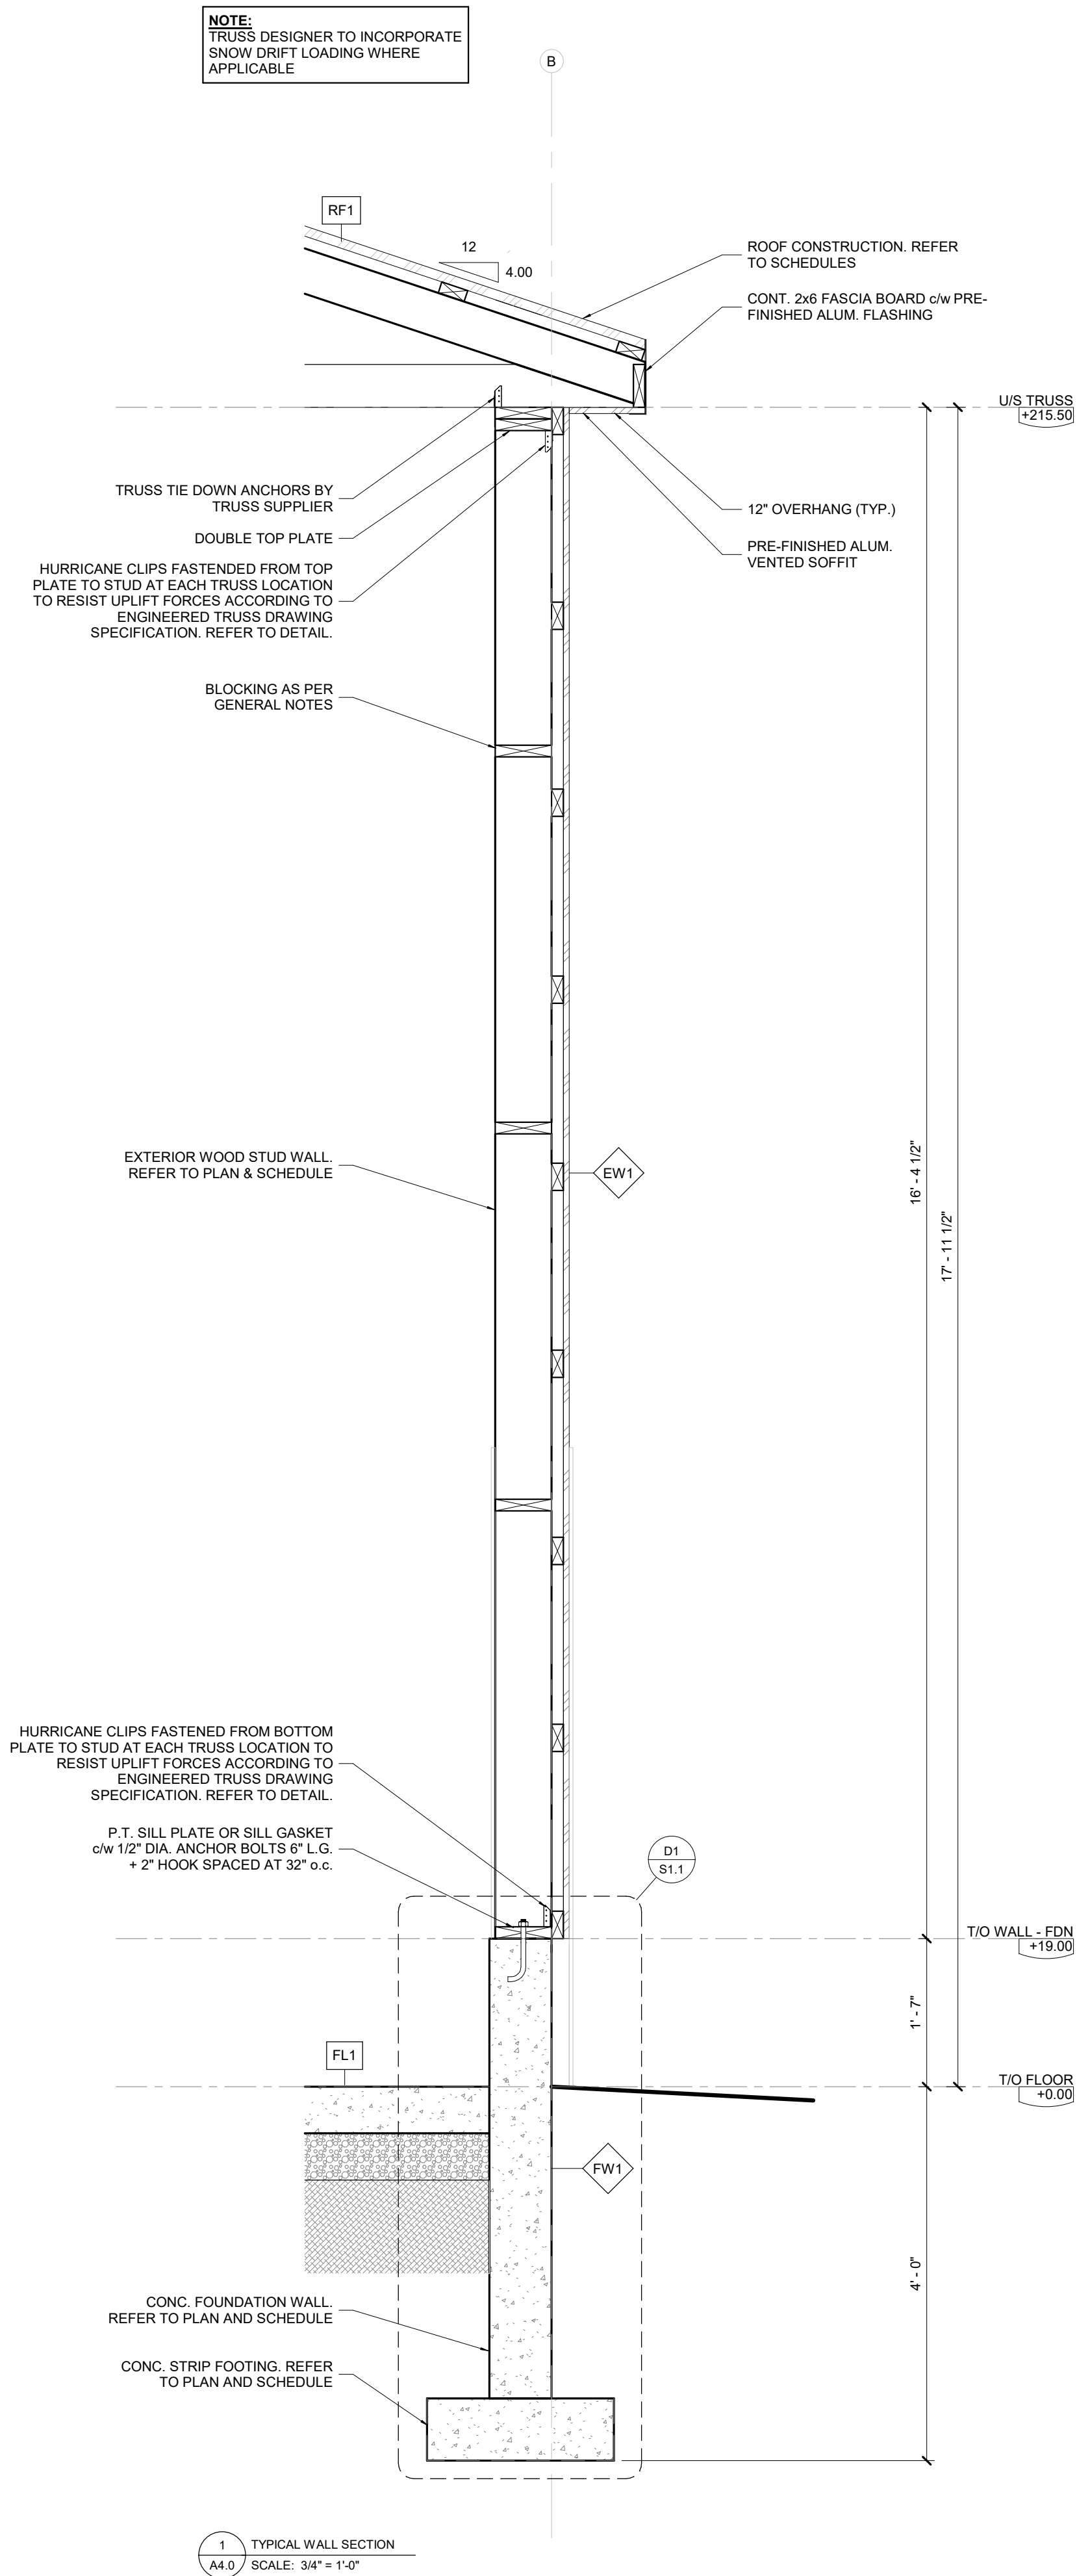 NOTE:
TRUSS DESIGNER TO INCORPORATE
SNOW DRIFT LOADING WHERE
APPLICABLE
B
RF1
12
4.00
ROOF CONSTRUCTION. REFER
TO SCHEDULES
CONT. 2x6 FASCIA BOARD c/w PRE-
FINISHED ALUM. FLASHING
U/S TRUSS
+215.50
TRUSS TIE DOWN ANCHORS BY
TRUSS SUPPLIER
DOUBLE TOP PLATE
HURRICANE CLIPS FASTENDED FROM TOP
PLATE TO STUD AT EACH TRUSS LOCATION
TO RESIST UPLIFT FORCES ACCORDING TO
ENGINEERED TRUSS DRAWING
SPECIFICATION. REFER TO DETAIL.
12" OVERHANG (TYP.)
PRE-FINISHED ALUM.
VENTED SOFFIT
BLOCKING AS PER
GENERAL NOTES
EXTERIOR WOOD STUD WALL.
REFER TO PLAN & SCHEDULE
EW1
16' - 4 1/2"
17' - 11 1/2"
HURRICANE CLIPS FASTENED FROM BOTTOM
PLATE TO STUD AT EACH TRUSS LOCATION TO
RESIST UPLIFT FORCES ACCORDING TO
ENGINEERED TRUSS DRAWING
SPECIFICATION. REFER TO DETAIL.
P.T. SILL PLATE OR SILL GASKET
c/w 1/2" DIA. ANCHOR BOLTS 6" L.G.
+ 2" HOOK SPACED AT 32" o.c.
D1
S1.1
T/O WALL - FDN
+19.00
1' - 7"
FL1
T/O FLOOR
+0.00
FW1
4' - 0"
CONC. FOUNDATION WALL.
REFER TO PLAN AND SCHEDULE
CONC. STRIP FOOTING. REFER
TO PLAN AND SCHEDULE
1
A4.0
TYPICAL WALL SECTION
SCALE: 3/4" = 1'-0"